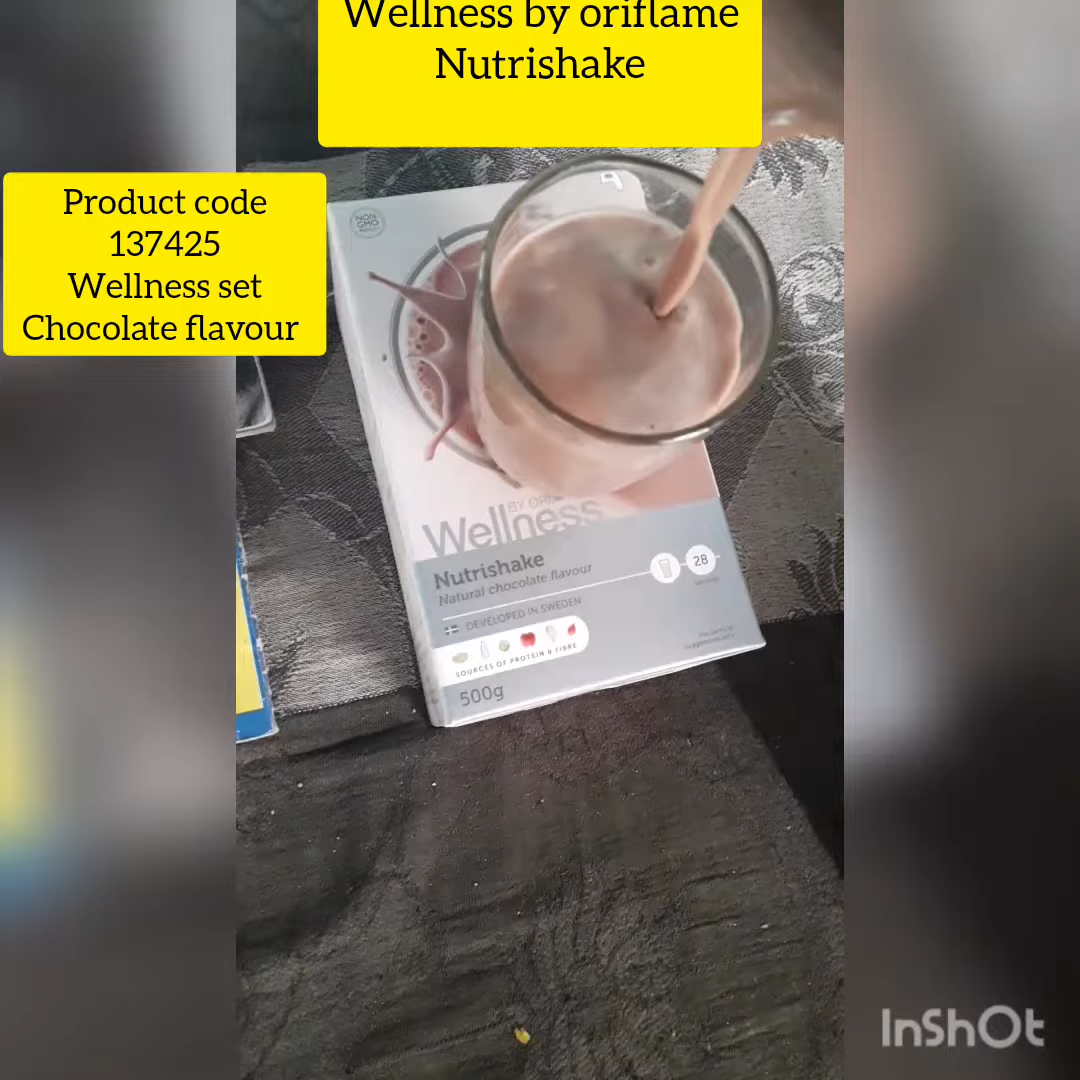 Wellness by oriflame
Nutrishake
Product code
137425
Wellness set
Chocolate flavour
NON
GMO
BY
Wellness
Nutrishake
Natural chocolate flavour
28
DEVELOPED IN SWEDEN
SOURCES OF PROTEIN & FIBRE
500g
InShOt